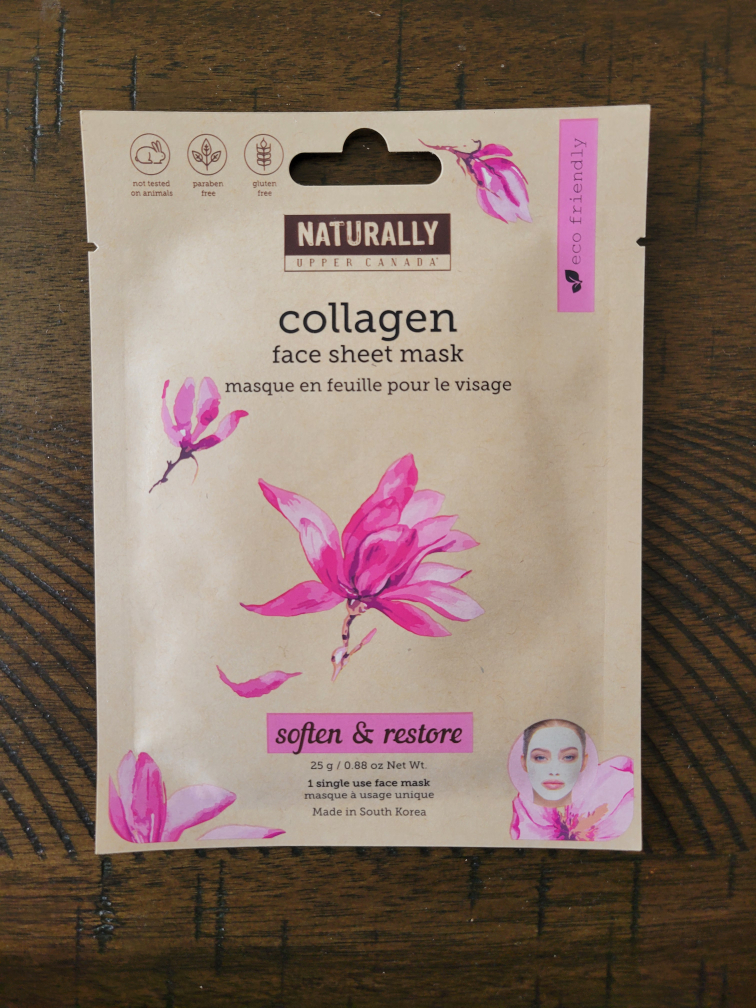 not tested
on animals
paraben
free
gluten
free
eco friendly
NATURALLY
UPPER CANADA
collagen
face sheet mask
masque en feuille pour le visage
soften & restore
25 g / 0.88 oz Net Wt.
1 single use face mask
masque à usage unique
Made in South Korea